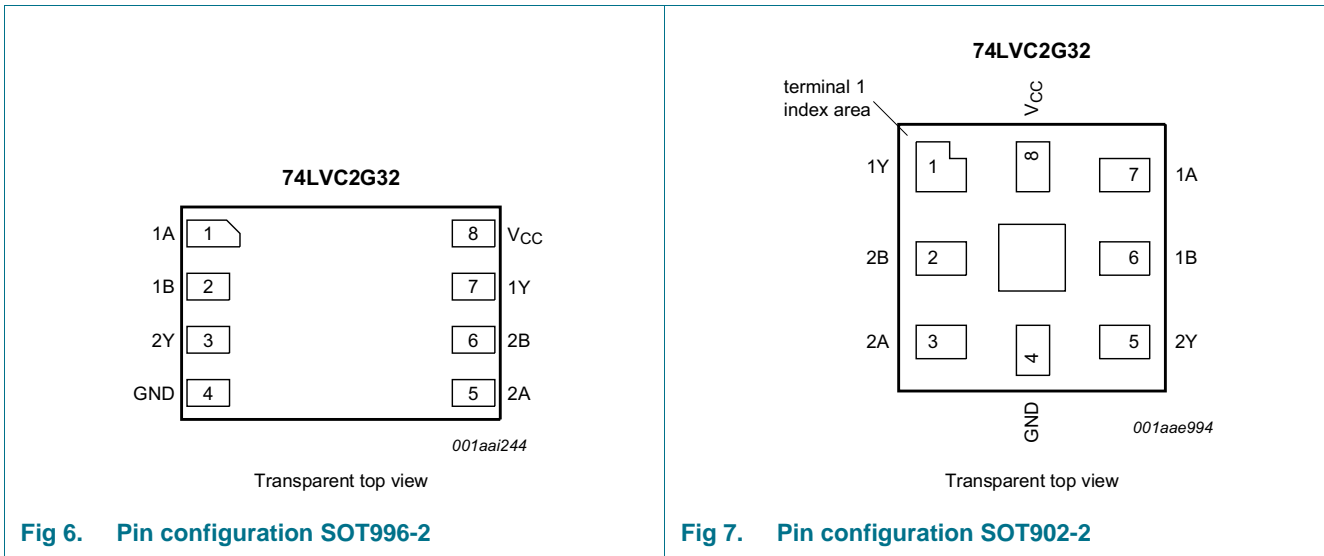 74LVC2G32
1A 1 8 VCC
1B 2 7 1Y
2Y 3 6 2B
GND 4 5 2A
001aai244
Transparent top view
Fig 6. Pin configuration SOT996-2
74LVC2G32
terminal 1
index area
VCC
1Y 1 8 7 1A
2B 2 6 1B
2A 3 4 5 2Y
GND
001aae994
Transparent top view
Fig 7. Pin configuration SOT902-2